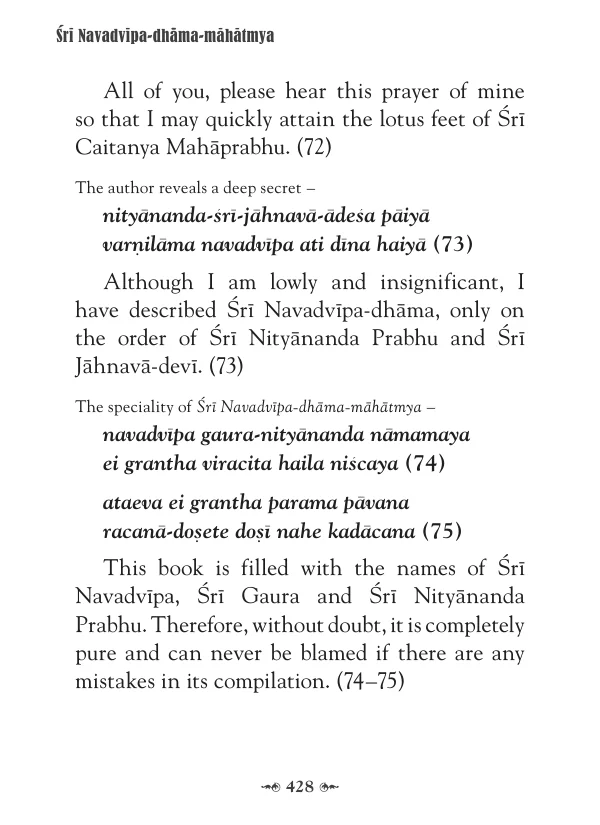 Śrī Navadvīpa-dhāma-māhātmya
All of you, please hear this prayer of mine
so that I may quickly attain the lotus feet of Śrī
Caitanya Mahāprabhu. (72)
The author reveals a deep secret –
nityānanda-śrī-jāhnavā-ādeśa pāiyā
varṇilāma navadvīpa ati dīna haiyā (73)
Although I am lowly and insignificant, I
have described Śrī Navadvīpa-dhāma, only on
the order of Śrī Nityānanda Prabhu and Śrī
Jāhnavā-devī. (73)
The speciality of Śrī Navadvīpa-dhāma-māhātmya –
navadvīpa gaura-nityānanda nāmamaya
ei grantha viracita haila niścaya (74)
ataeva ei grantha parama pāvana
racanā-doṣete doṣī nahe kadācana (75)
This book is filled with the names of Śrī
Navadvīpa, Śrī Gaura and Śrī Nityānanda
Prabhu. Therefore, without doubt, it is completely
pure and can never be blamed if there are any
mistakes in its compilation. (74–75)
428